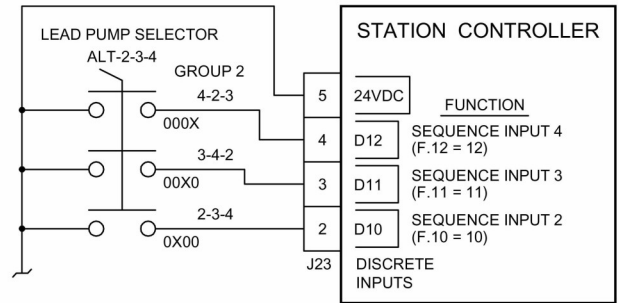 LEAD PUMP SELECTOR
ALT-2-3-4
GROUP 2
4-2-3
000X
3-4-2
00X0
2-3-4
0X00
5
4
3
2
J23
STATION CONTROLLER
24VDC
FUNCTION
D12
SEQUENCE INPUT 4
(F.12 = 12)
D11
SEQUENCE INPUT 3
(F.11 = 11)
D10
SEQUENCE INPUT 2
(F.10 = 10)
DISCRETE
INPUTS